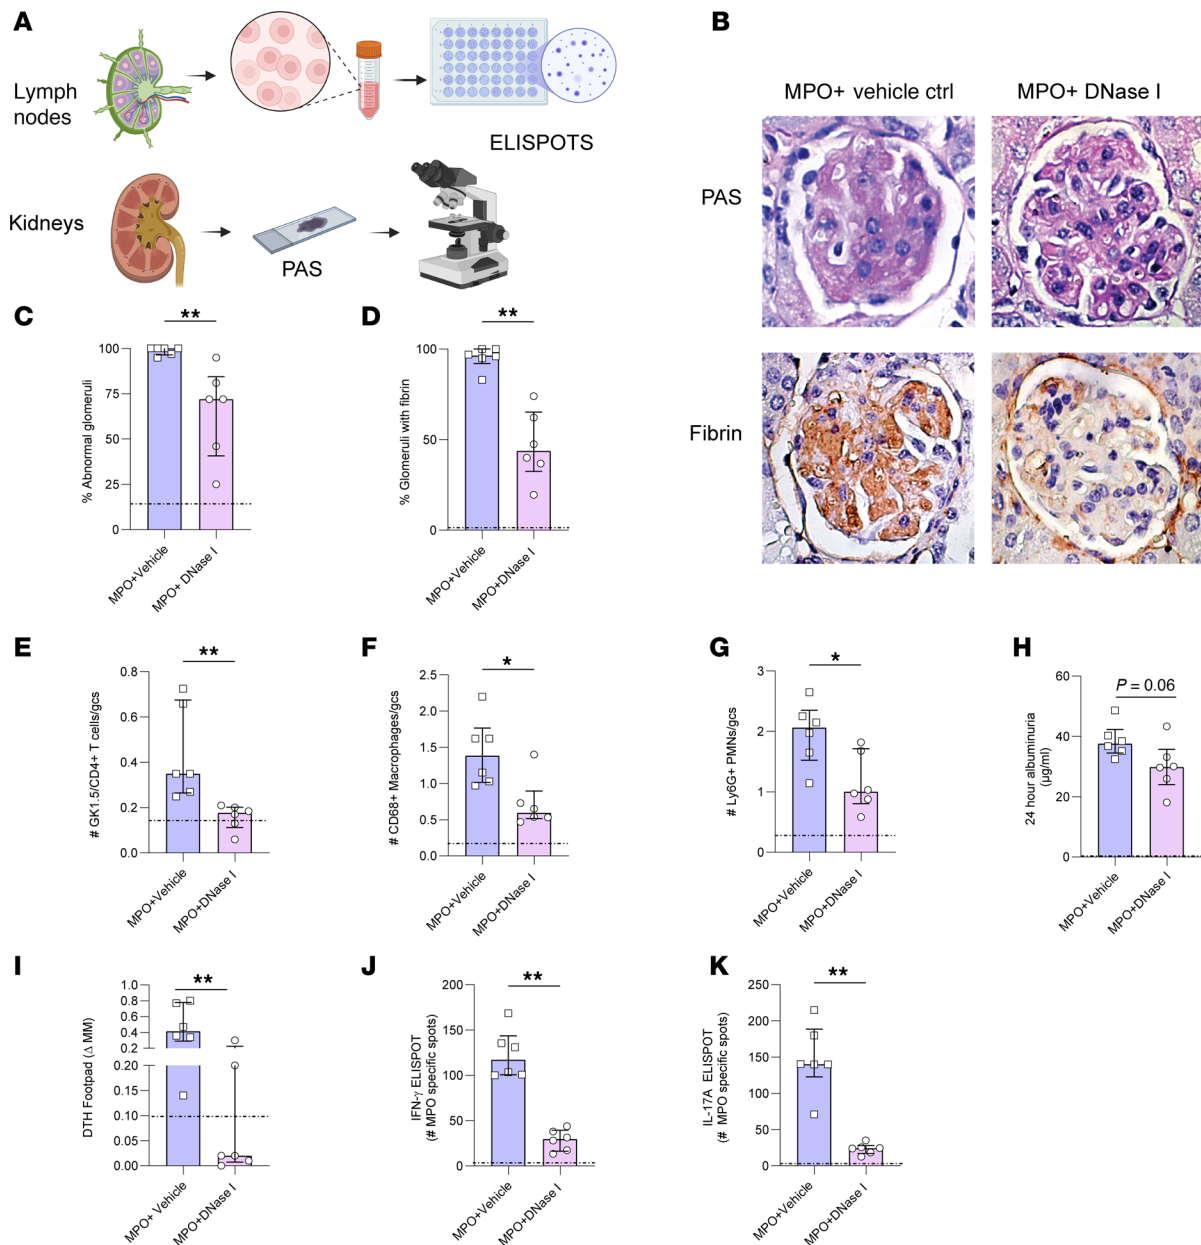 A
Lymph
nodes
ELISPOTS
Kidneys
PAS
B
MPO+ vehicle ctrl
MPO+ DNase I
PAS
Fibrin
C
**
% Abnormal glomeruli
100
75
50
25
0
MPO+Vehicle
MPO+ DNase I
D
**
% Glomeruli with fibrin
100
50
0
MPO+Vehicle
MPO+DNase I
E
**
# GK1.5/CD4+ T cells/gcs
0.8
0.6
0.4
0.2
0.0
MPO+Vehicle
MPO+DNase I
F
*
# CD68+ Macrophages/gcs
2.5
2.0
1.5
1.0
0.5
0.0
MPO+Vehicle
MPO+DNase I
G
*
# Ly6G+ PMNs/gcs
3
2
1
0
MPO+Vehicle
MPO+DNase I
H
P = 0.06
24 hour albuminuria
(µg/ml)
60
40
20
0
MPO+Vehicle
MPO+DNase I
I
**
DTH Footpad (Δ MM)
1.0
0.8
0.6
0.4
0.2
0.20
0.15
0.10
0.05
0.00
MPO+ Vehicle
MPO+DNase I
J
**
IFN-γ ELISPOT
(# MPO specific spots)
200
150
100
50
0
MPO+Vehicle
MPO+DNase I
K
**
IL-17A ELISPOT
(# MPO specific spots)
250
200
150
100
50
0
MPO+Vehicle
MPO+DNase I